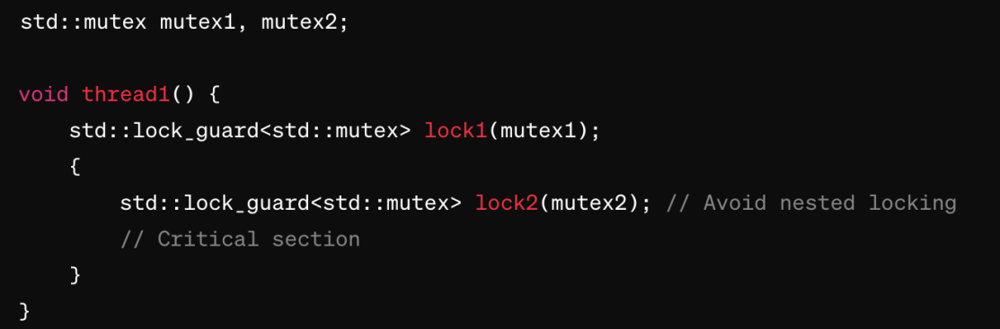 std::mutex mutex1, mutex2;
void thread1() {
std::lock_guard<std::mutex> lock1(mutex1);
{
std::lock_guard<std::mutex> lock2(mutex2); // Avoid nested locking
// Critical section
}
}